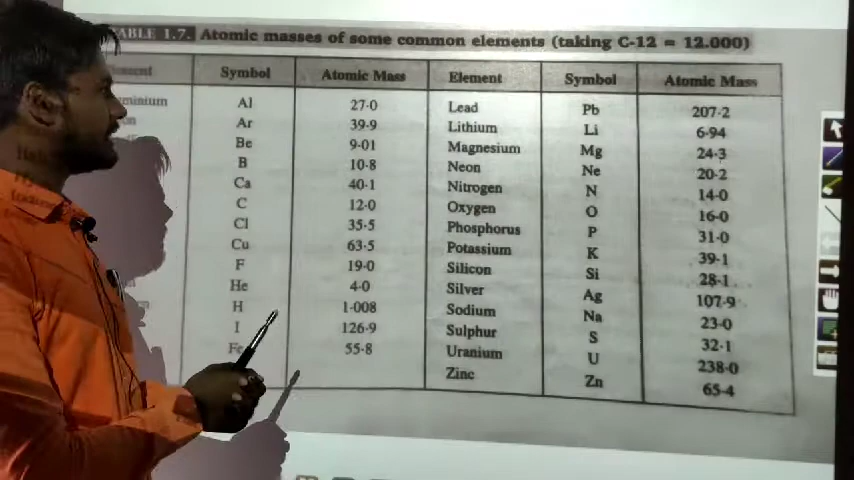 ABLE 1.7. Atomic masses of some common elements (taking C-12 = 12.000)
Symbol Atomic Mass Element Symbol Atomic Mass
minium Al 27·0 Lead Pb 207·2
Ar 39·9 Lithium Li 6·94
Be 9·01 Magnesium Mg 24·3
B 10·8 Neon Ne 20·2
Ca 40·1 Nitrogen N 14·0
C 12·0 Oxygen O 16·0
Cl 35·5 Phosphorus P 31·0
Cu 63·5 Potassium K 39·1
F 19·0 Silicon Si 28·1
He 4·0 Silver Ag 107·9
H 1·008 Sodium Na 23·0
I 126·9 Sulphur S 32·1
Fe 55·8 Uranium U 238·0
Zinc Zn 65·4